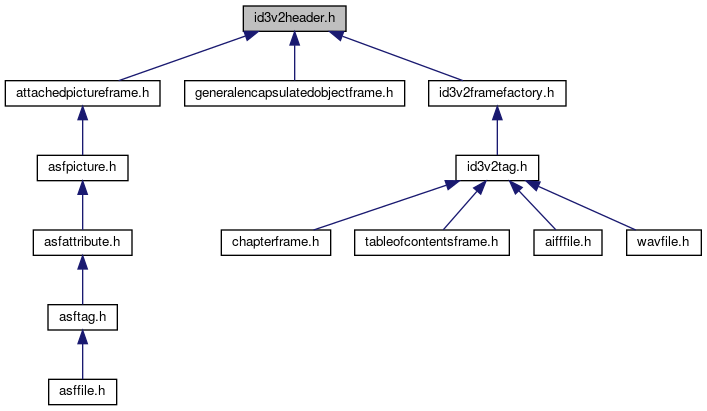 id3v2header.h
attachedpictureframe.h
generalencapsulatedobjectframe.h
id3v2framefactory.h
asfpicture.h
id3v2tag.h
asfattribute.h
chapterframe.h
tableofcontentsframe.h
aifffile.h
wavfile.h
asftag.h
asffile.h